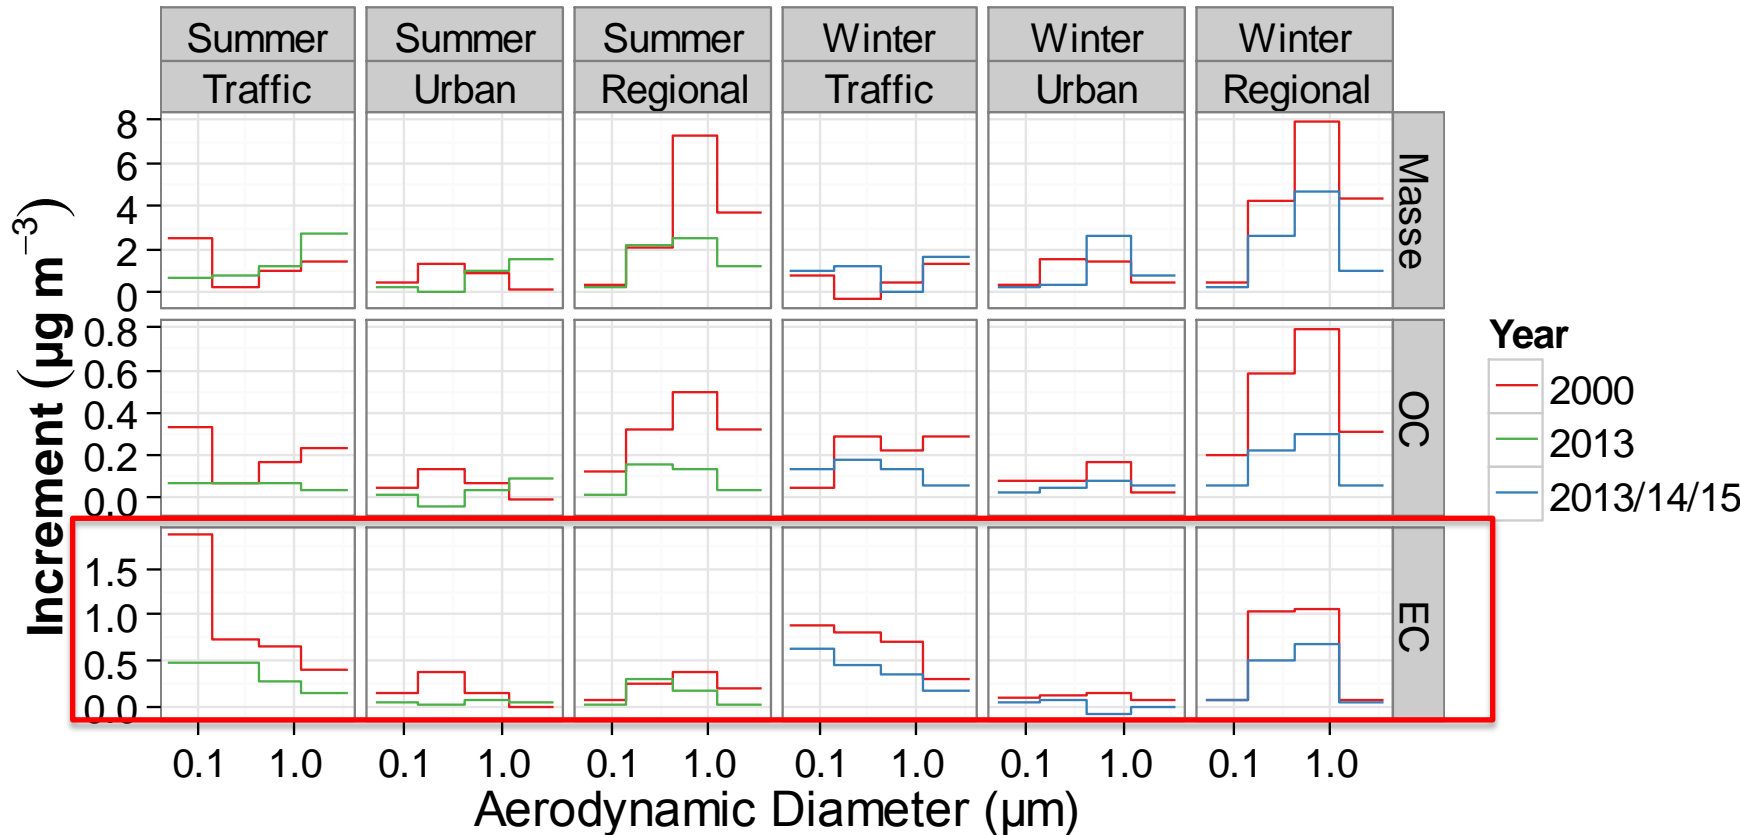 Summer Summer Summer Winter Winter Winter
Traffic Urban Regional Traffic Urban Regional
Increment (µg m⁻³)
8
6
4
2
0
Masse
0.8
0.6
0.4
0.2
0.0
OC
1.5
1.0
0.5
0.0
EC
0.1 1.0 0.1 1.0 0.1 1.0 0.1 1.0 0.1 1.0 0.1 1.0
Aerodynamic Diameter (µm)
Year
2000
2013
2013/14/15